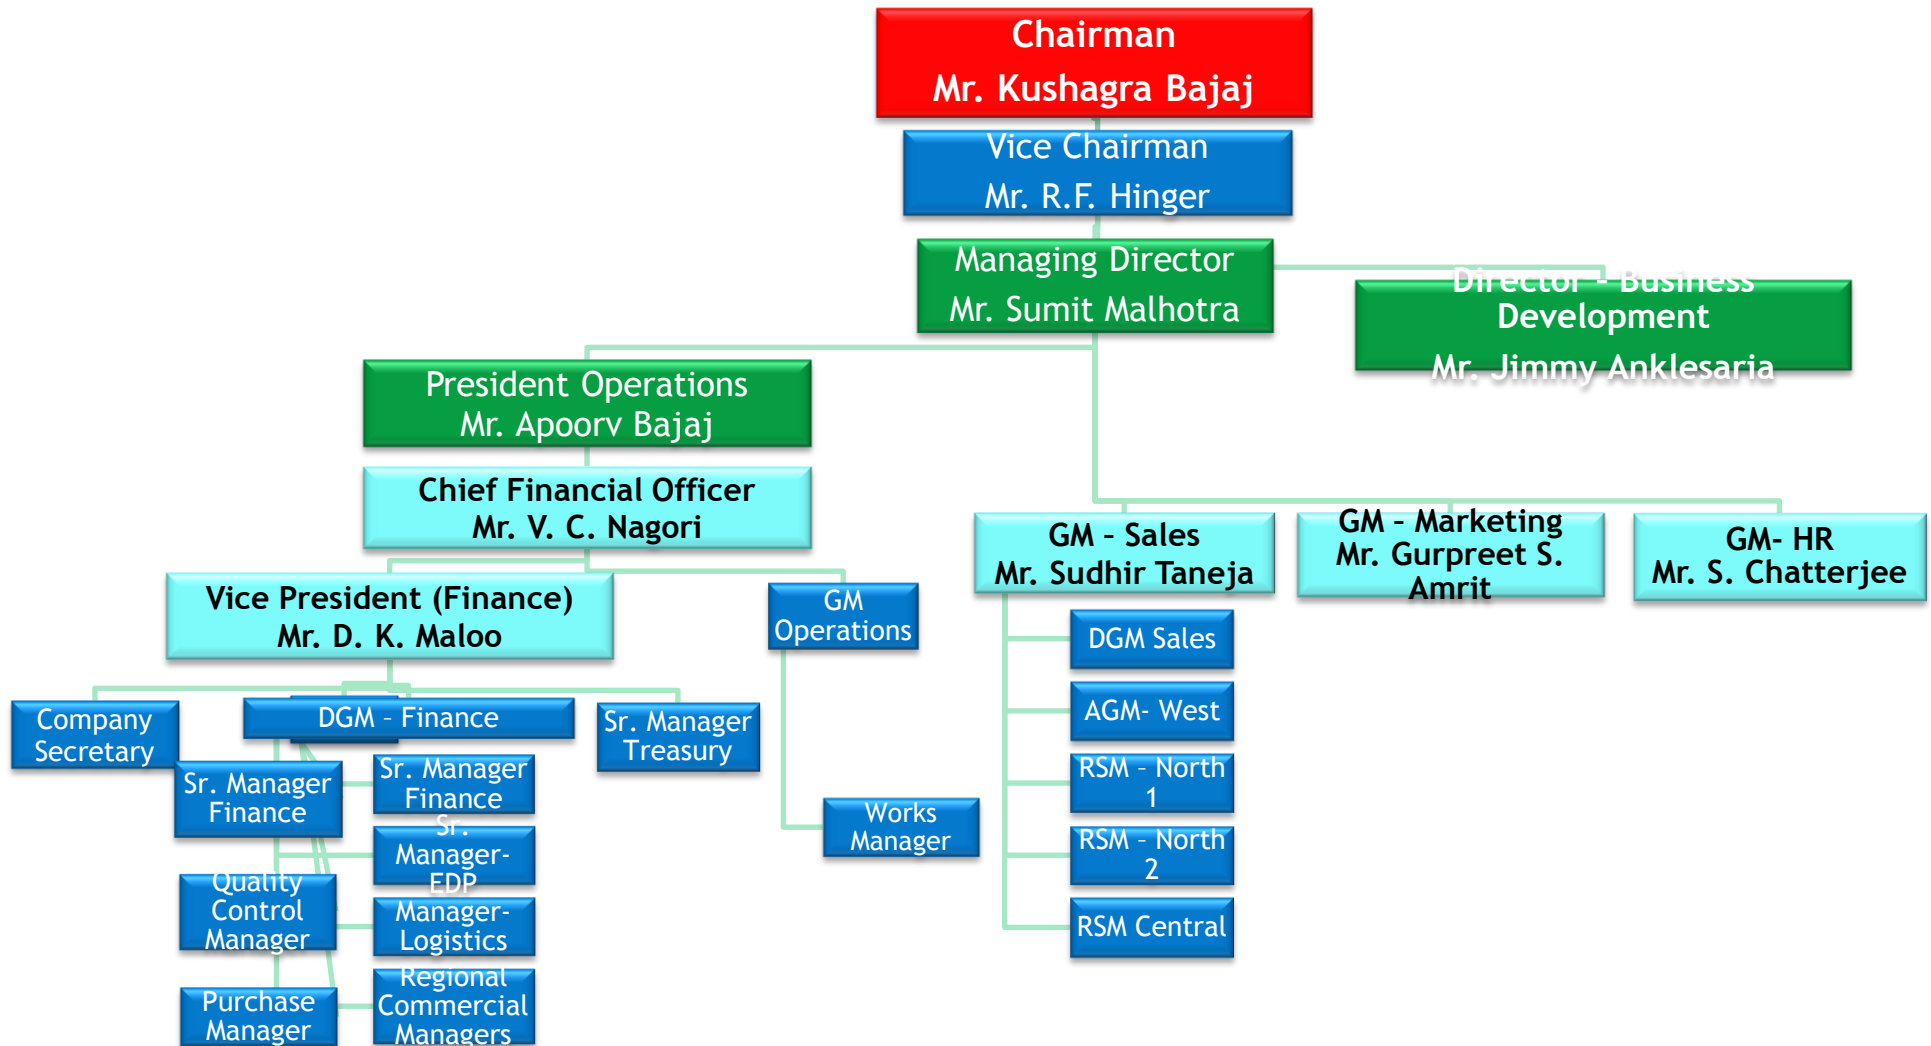 Chairman
Mr. Kushagra Bajaj
Vice Chairman
Mr. R.F. Hinger
Managing Director
Mr. Sumit Malhotra
Director – Business
Development
Mr. Jimmy Anklesaria
President Operations
Mr. Apoorv Bajaj
Chief Financial Officer
Mr. V. C. Nagori
GM – Sales
Mr. Sudhir Taneja
GM – Marketing
Mr. Gurpreet S.
Amrit
GM- HR
Mr. S. Chatterjee
Vice President (Finance)
Mr. D. K. Maloo
GM
Operations
DGM Sales
AGM- West
RSM – North
1
RSM – North
2
RSM Central
Works
Manager
Company
Secretary
DGM – Finance
Sr. Manager
Treasury
Sr. Manager
Finance
Sr. Manager
Finance
Sr.
Manager-
EDP
Quality
Control
Manager
Manager-
Logistics
Purchase
Manager
Regional
Commercial
Managers